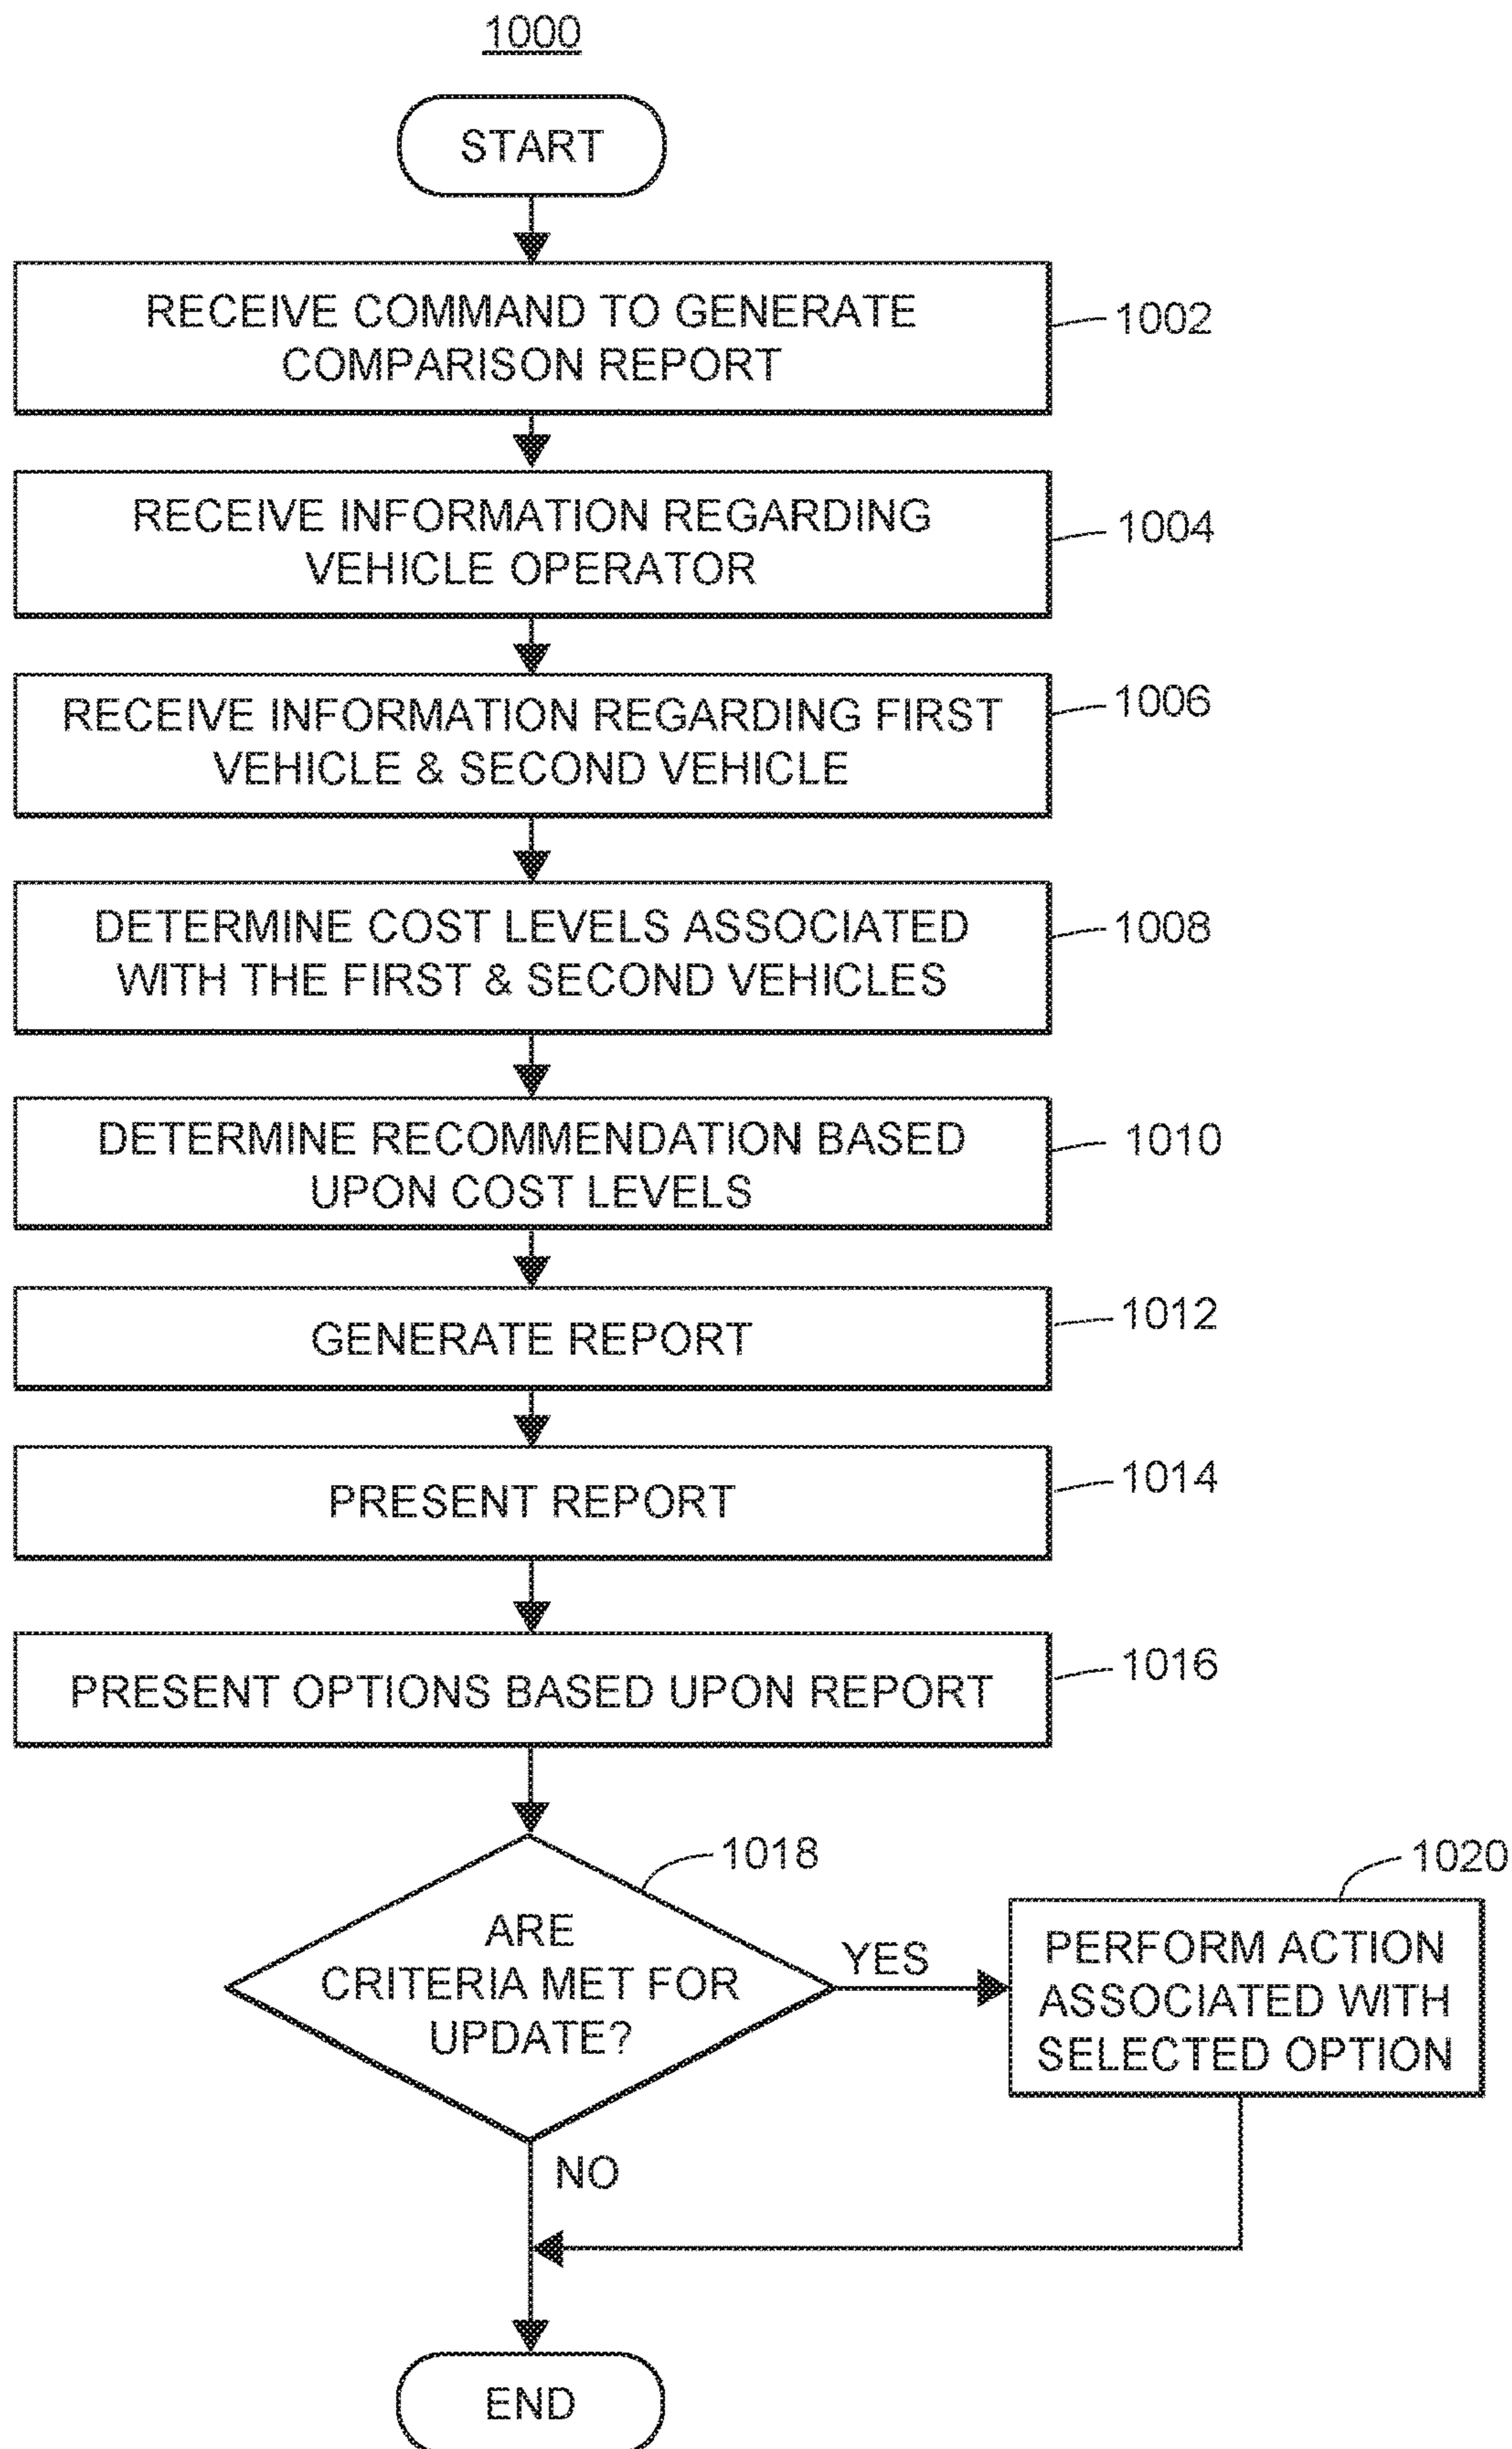 1000
START
RECEIVE COMMAND TO GENERATE
COMPARISON REPORT
1002
RECEIVE INFORMATION REGARDING
VEHICLE OPERATOR
1004
RECEIVE INFORMATION REGARDING FIRST
VEHICLE & SECOND VEHICLE
1006
DETERMINE COST LEVELS ASSOCIATED
WITH THE FIRST & SECOND VEHICLES
1008
DETERMINE RECOMMENDATION BASED
UPON COST LEVELS
1010
GENERATE REPORT
1012
PRESENT REPORT
1014
PRESENT OPTIONS BASED UPON REPORT
1016
1018
ARE
CRITERIA MET FOR
UPDATE?
YES
1020
PERFORM ACTION
ASSOCIATED WITH
SELECTED OPTION
NO
END